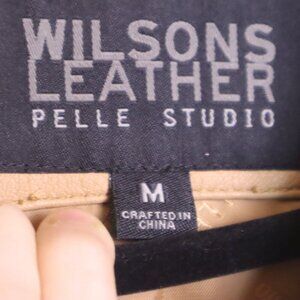 WILSONS
LEATHER
PELLE STUDIO
M
CRAFTED IN
CHINA